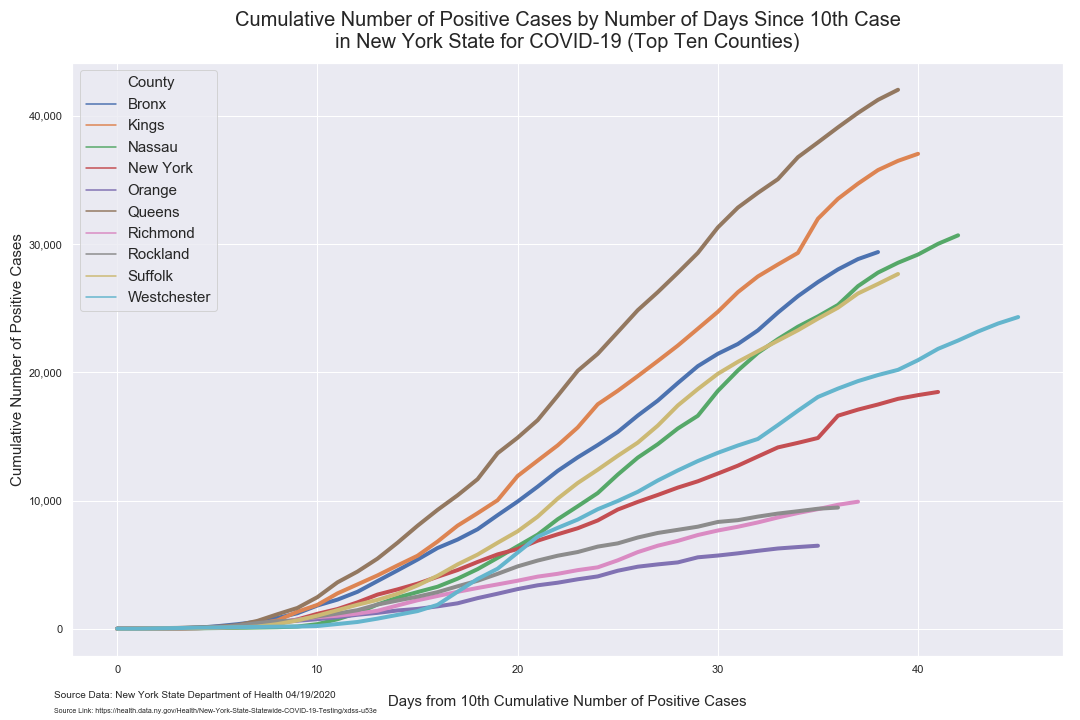 Cumulative Number of Positive Cases by Number of Days Since 10th Case
in New York State for COVID-19 (Top Ten Counties)
County
Bronx
Kings
Nassau
New York
Orange
Queens
Richmond
Rockland
Suffolk
Westchester
Cumulative Number of Positive Cases
40,000
30,000
20,000
10,000
0
0 10 20 30 40
Days from 10th Cumulative Number of Positive Cases
Source Data: New York State Department of Health 04/19/2020
Source Link: https://health.data.ny.gov/Health/New-York-State-Statewide-COVID-19-Testing/xdss-u53e